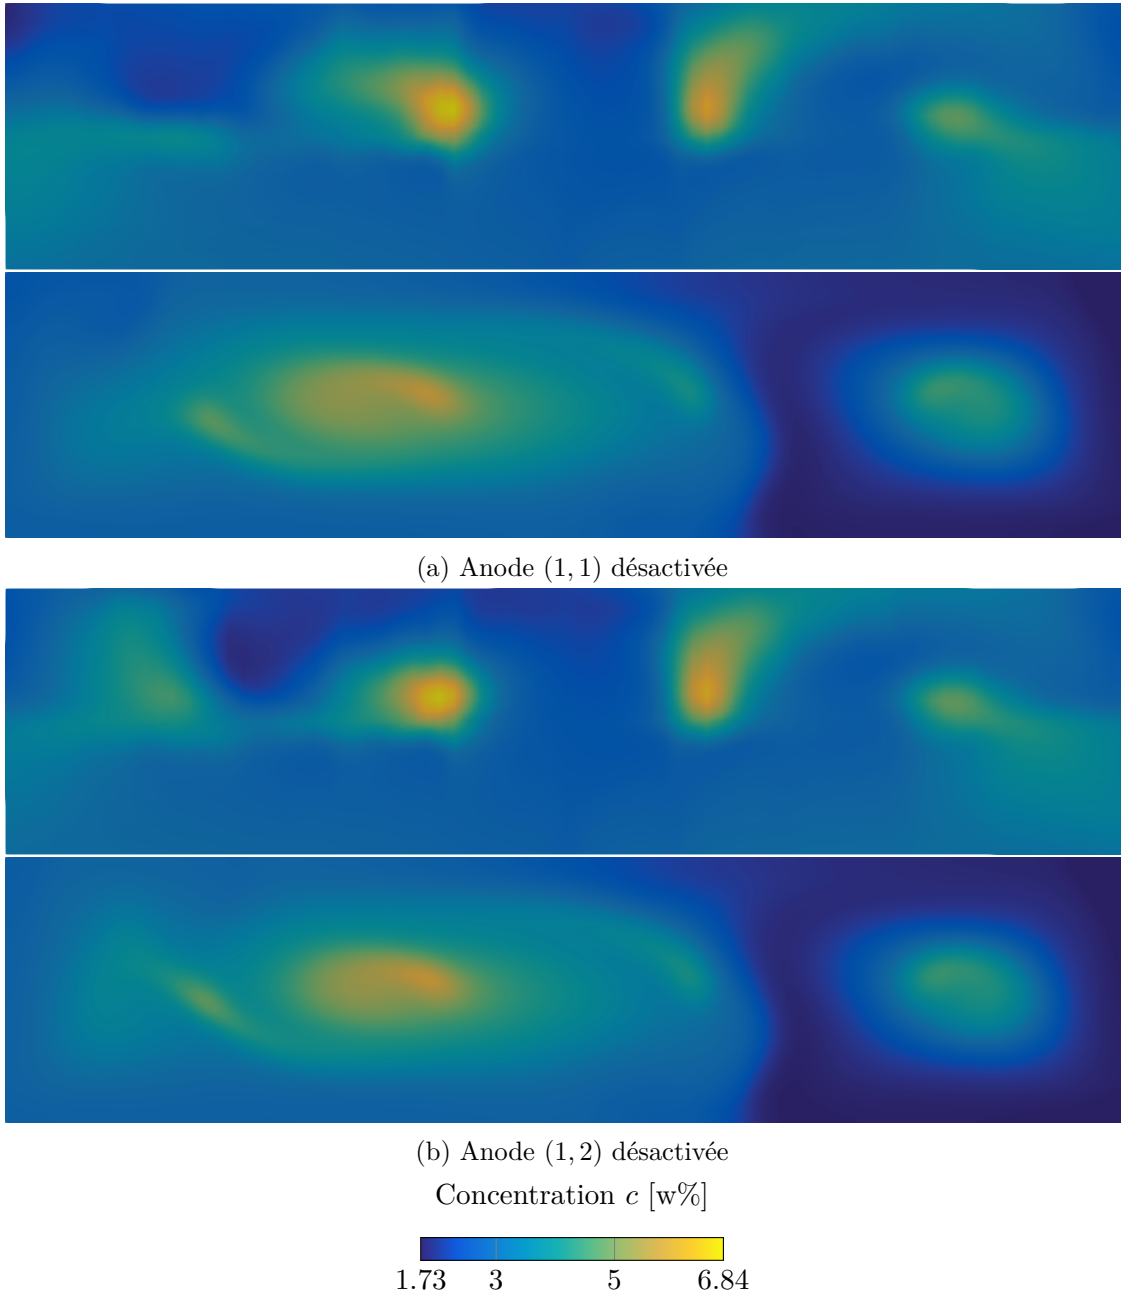 (a) Anode (1, 1) désactivée
(b) Anode (1, 2) désactivée
Concentration c [w%]
1.73 3 5 6.84